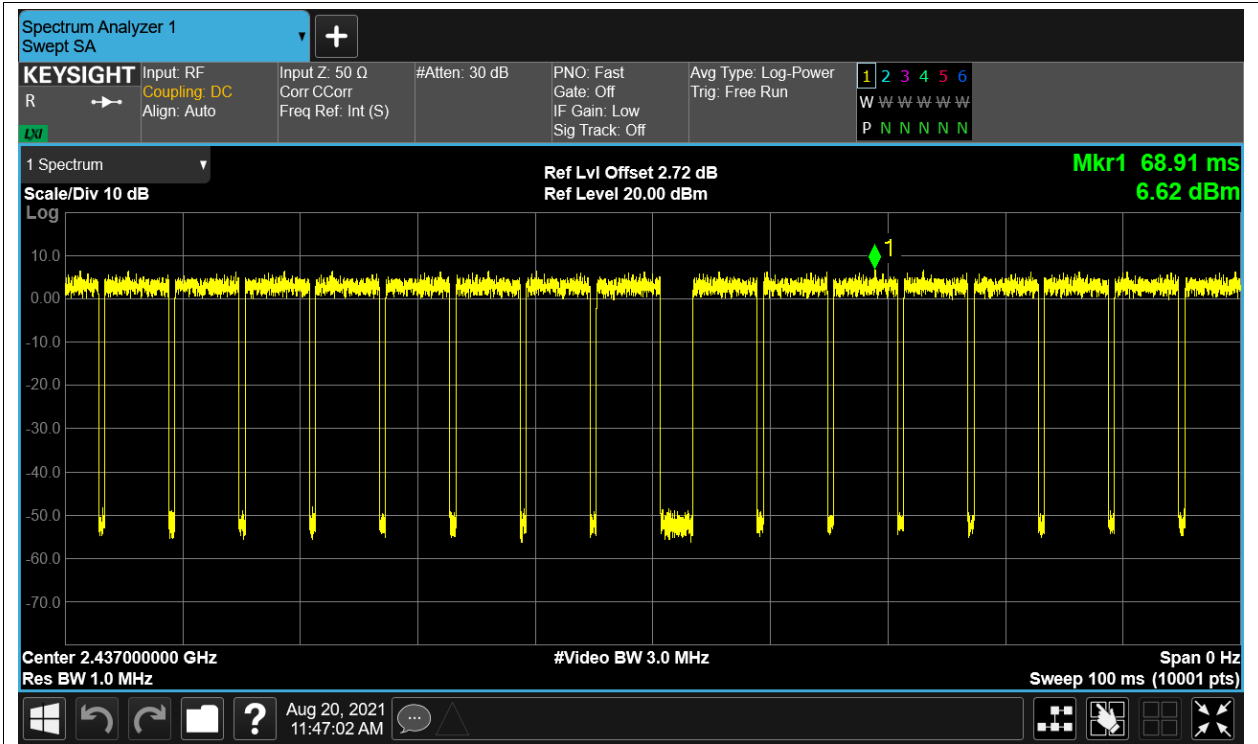 Spectrum Analyzer 1
Swept SA
KEYSIGHT Input: RF Input Z: 50 Ω #Atten: 30 dB PNO: Fast Avg Type: Log-Power 1 2 3 4 5 6
R Coupling: DC Corr CCorr Gate: Off Trig: Free Run W W W W W W
Align: Auto Freq Ref: Int (S) IF Gain: Low
LXI Sig Track: Off P N N N N N
1 Spectrum Ref Lvl Offset 2.72 dB Mkr1 68.91 ms
Scale/Div 10 dB Ref Level 20.00 dBm 6.62 dBm
Log
1
10.0
0.00
-10.0
-20.0
-30.0
-40.0
-50.0
-60.0
-70.0
Center 2.437000000 GHz #Video BW 3.0 MHz Span 0 Hz
Res BW 1.0 MHz Sweep 100 ms (10001 pts)
? Aug 20, 2021
11:47:02 AM